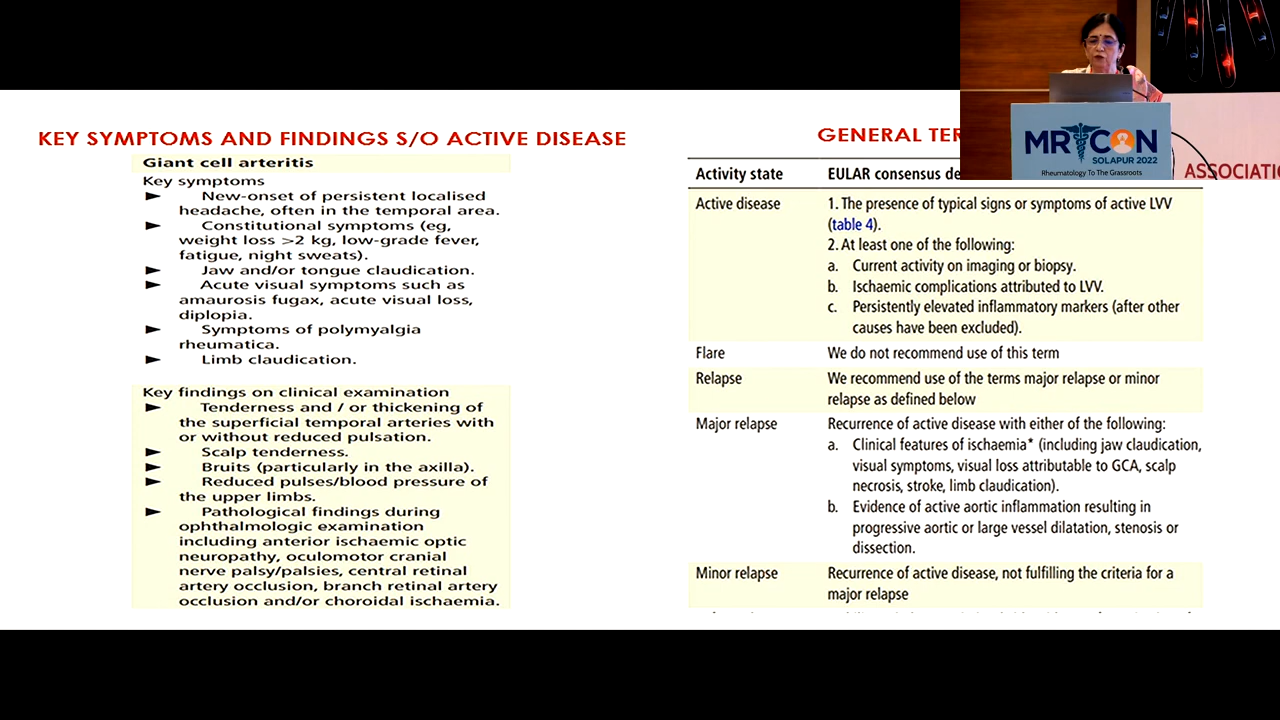 KEY SYMPTOMS AND FINDINGS S/O ACTIVE DISEASE
Giant cell arteritis
Key symptoms
► New-onset of persistent localised
headache, often in the temporal area.
► Constitutional symptoms (eg,
weight loss >2 kg, low-grade fever,
fatigue, night sweats).
► Jaw and/or tongue claudication.
► Acute visual symptoms such as
amaurosis fugax, acute visual loss,
diplopia.
► Symptoms of polymyalgia
rheumatica.
► Limb claudication.
Key findings on clinical examination
► Tenderness and / or thickening of
the superficial temporal arteries with
or without reduced pulsation.
► Scalp tenderness.
► Bruits (particularly in the axilla).
► Reduced pulses/blood pressure of
the upper limbs.
► Pathological findings during
ophthalmologic examination
including anterior ischaemic optic
neuropathy, oculomotor cranial
nerve palsy/palsies, central retinal
artery occlusion, branch retinal artery
occlusion and/or choroidal ischaemia.
GENERAL TER
Activity state EULAR consensus de
Active disease 1. The presence of typical signs or symptoms of active LVV
(table 4).
2. At least one of the following:
a. Current activity on imaging or biopsy.
b. Ischaemic complications attributed to LVV.
c. Persistently elevated inflammatory markers (after other
causes have been excluded).
Flare We do not recommend use of this term
Relapse We recommend use of the terms major relapse or minor
relapse as defined below
Major relapse Recurrence of active disease with either of the following:
a. Clinical features of ischaemia* (including jaw claudication,
visual symptoms, visual loss attributable to GCA, scalp
necrosis, stroke, limb claudication).
b. Evidence of active aortic inflammation resulting in
progressive aortic or large vessel dilatation, stenosis or
dissection.
Minor relapse Recurrence of active disease, not fulfilling the criteria for a
major relapse
MR CON
SOLAPUR 2022
Rheumatology To The Grassroots
ASSOCIATI